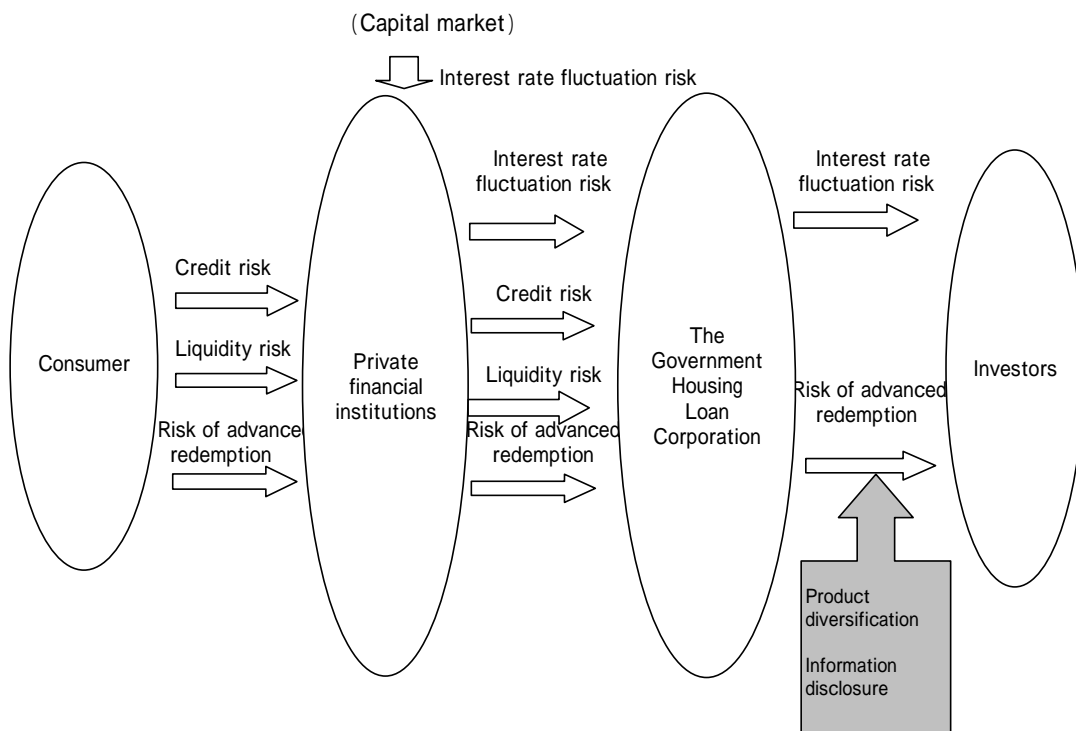 (Capital market)
Interest rate fluctuation risk
Consumer
Credit risk
Liquidity risk
Risk of advanced
redemption
Private
financial
institutions
Interest rate
fluctuation risk
Credit risk
Liquidity risk
Risk of advanced
redemption
The
Government
Housing
Loan
Corporation
Interest rate
fluctuation risk
Risk of advanced
redemption
Investors
Product
diversification
Information
disclosure